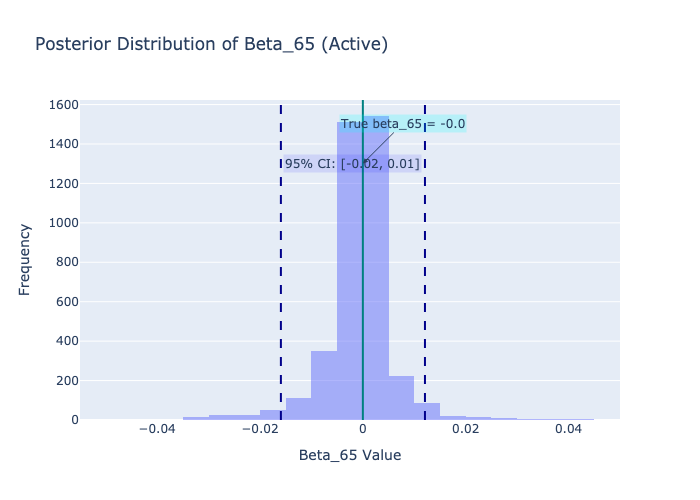 Posterior Distribution of Beta_65 (Active)
1600
1400
1200
1000
800
600
400
200
0
Frequency
True beta_65 = -0.0
95% CI: [-0.02, 0.01]
−0.04
−0.02
0
0.02
0.04
Beta_65 Value